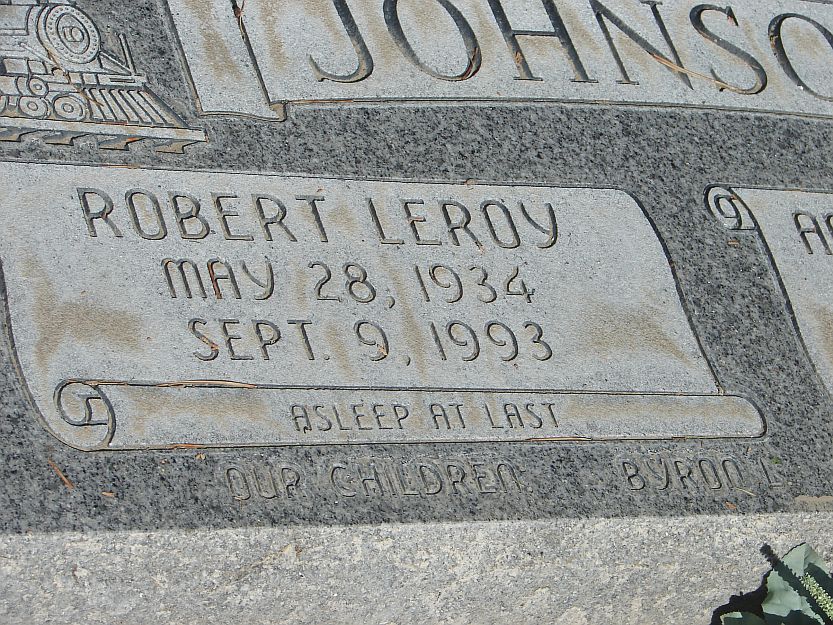 JOHNSO
ROBERT LEROY
MAY 28, 1934
SEPT. 9, 1993
ASLEEP AT LAST
OUR CHILDREN: BYRON L.